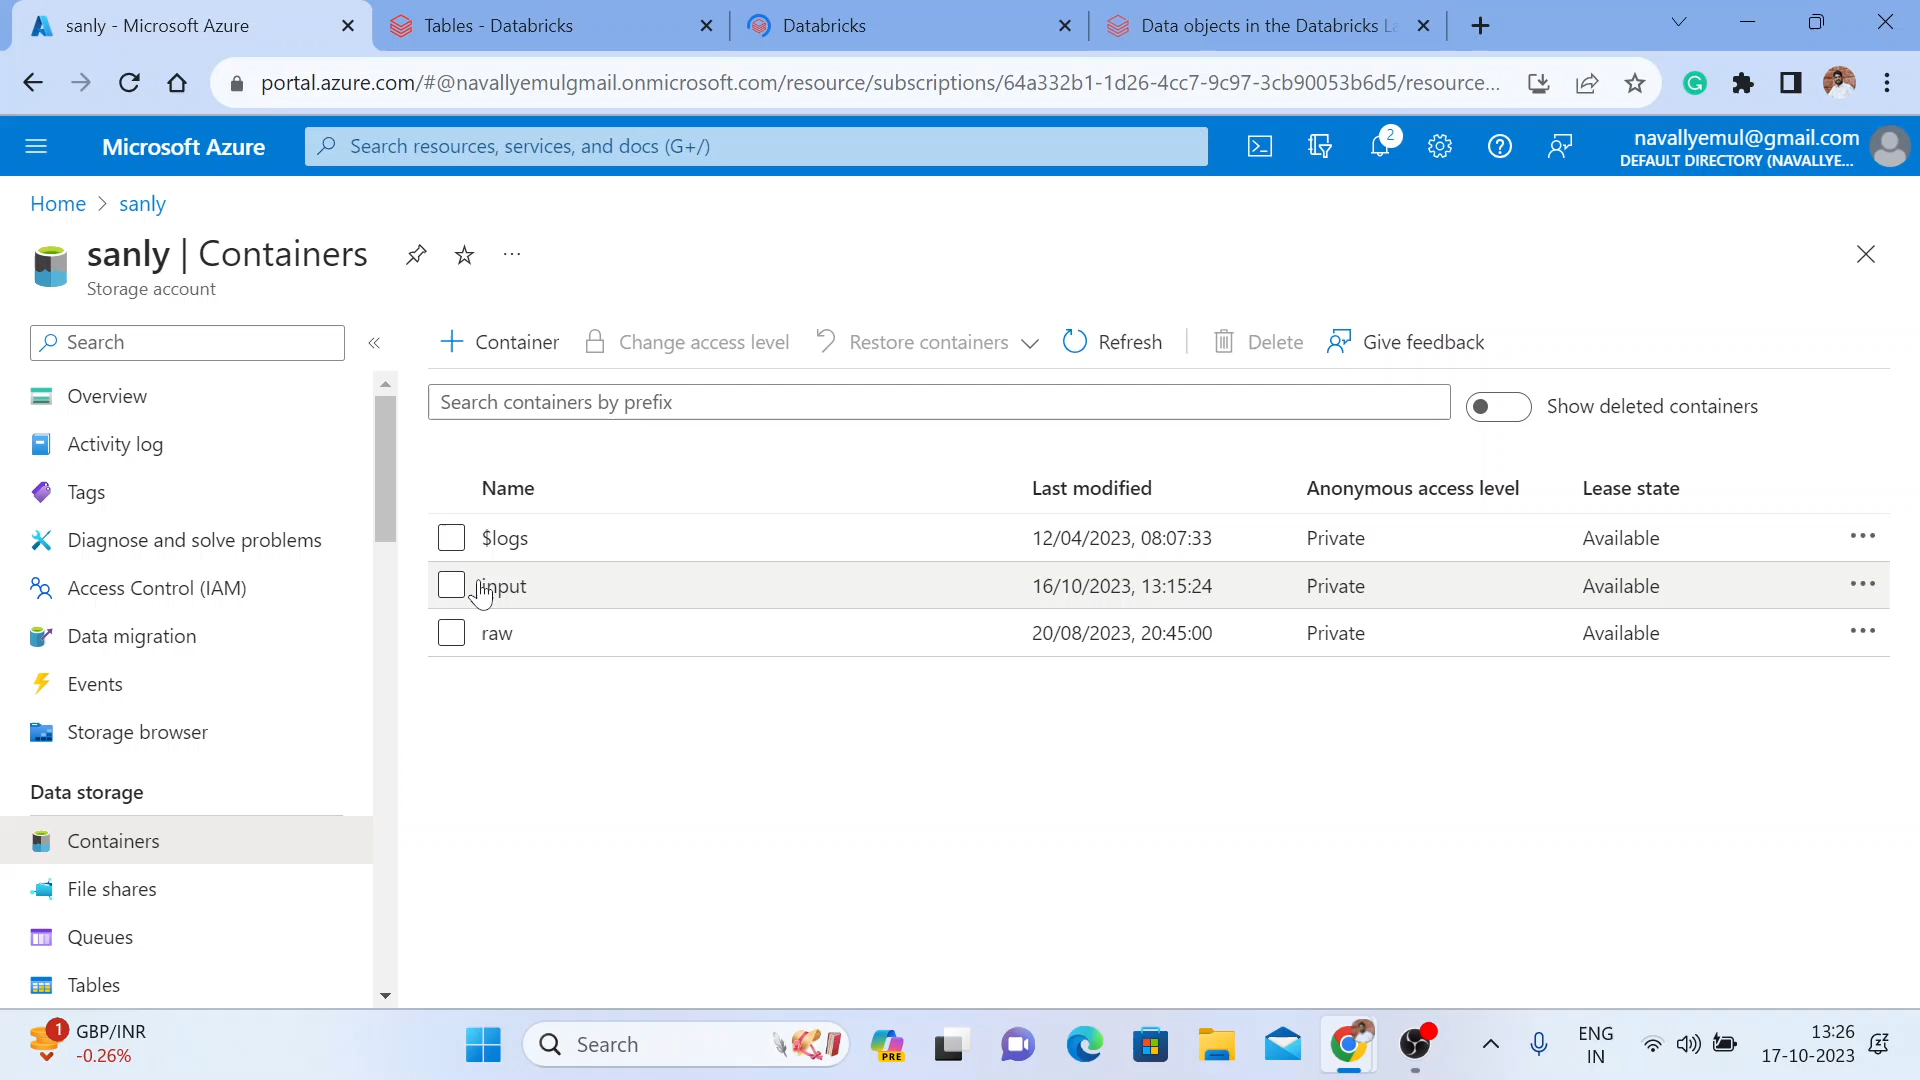 sanly - Microsoft Azure
Tables - Databricks
Databricks
Data objects in the Databricks La
portal.azure.com/#@navallyemulgmail.onmicrosoft.com/resource/subscriptions/64a332b1-1d26-4cc7-9c97-3cb90053b6d5/resource...
Microsoft Azure
Search resources, services, and docs (G+/)
2
navallyemul@gmail.com
DEFAULT DIRECTORY (NAVALLYE...
Home > sanly
sanly | Containers
Storage account
Search
Container
Change access level
Restore containers
Refresh
Delete
Give feedback
Search containers by prefix
Show deleted containers
Name Last modified Anonymous access level Lease state
$logs 12/04/2023, 08:07:33 Private Available
input 16/10/2023, 13:15:24 Private Available
raw 20/08/2023, 20:45:00 Private Available
Overview
Activity log
Tags
Diagnose and solve problems
Access Control (IAM)
Data migration
Events
Storage browser
Data storage
Containers
File shares
Queues
Tables
1
GBP/INR
-0.26%
Search
PRE
ENG
IN
13:26
17-10-2023